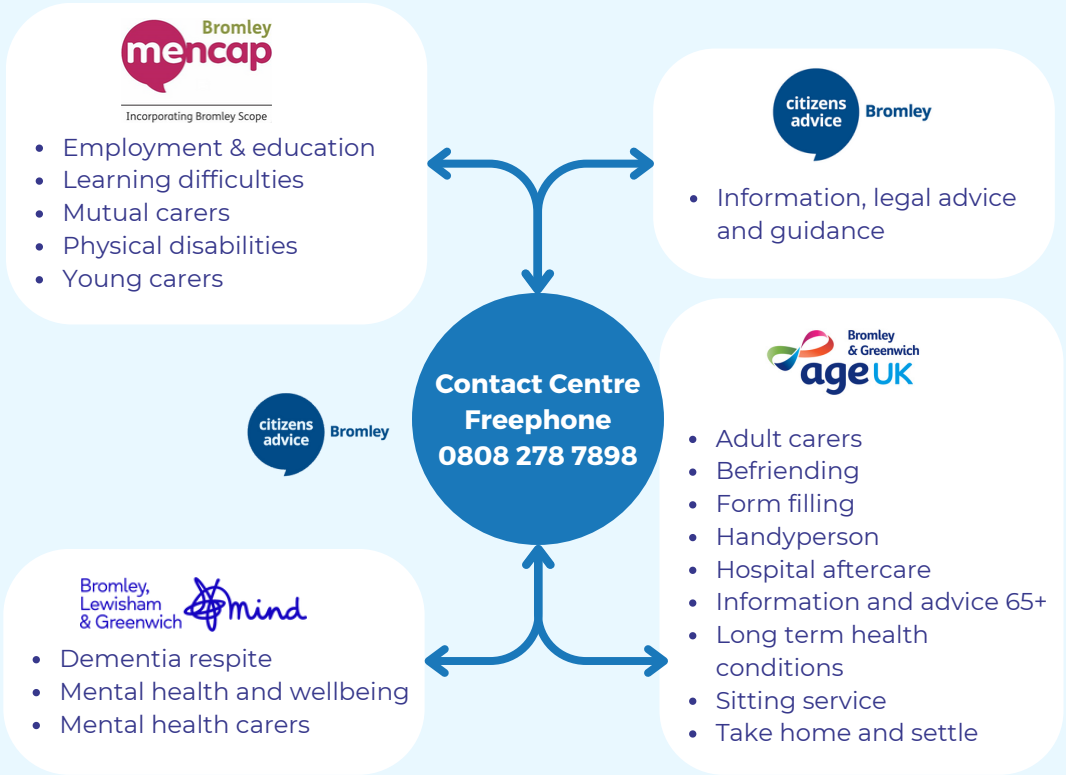 Bromley
mencap
Incorporating Bromley Scope
• Employment & education
• Learning difficulties
• Mutual carers
• Physical disabilities
• Young carers
citizens
advice
Bromley
• Information, legal advice
and guidance
Contact Centre
Freephone
0808 278 7898
citizens
advice
Bromley
Bromley
& Greenwich
age UK
• Adult carers
• Befriending
• Form filling
• Handyperson
• Hospital aftercare
• Information and advice 65+
• Long term health
conditions
• Sitting service
• Take home and settle
Bromley,
Lewisham
& Greenwich
mind
• Dementia respite
• Mental health and wellbeing
• Mental health carers